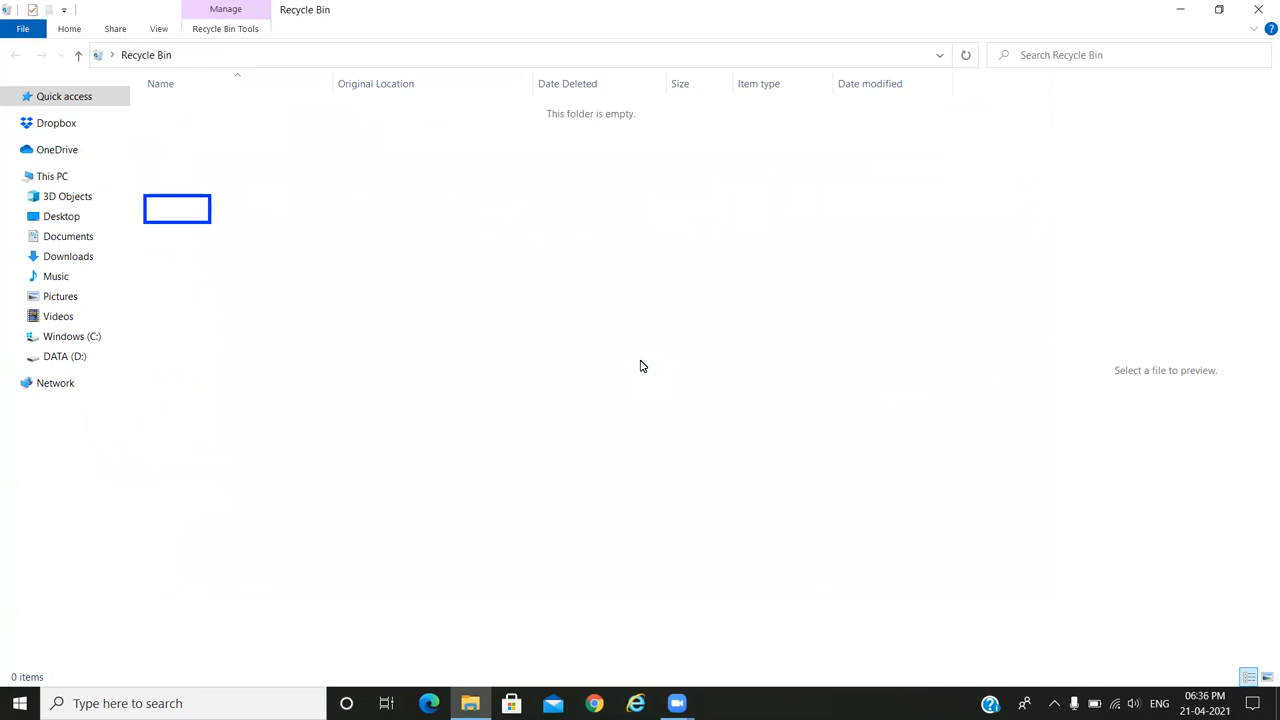 Manage
Recycle Bin
File
Home
Share
View
Recycle Bin Tools
Recycle Bin
Search Recycle Bin
Name
Original Location
Date Deleted
Size
Item type
Date modified
This folder is empty.
Quick access
Dropbox
OneDrive
This PC
3D Objects
Desktop
Documents
Downloads
Music
Pictures
Videos
Windows (C:)
DATA (D:)
Network
Select a file to preview.
0 items
Type here to search
ENG
06:36 PM
21-04-2021